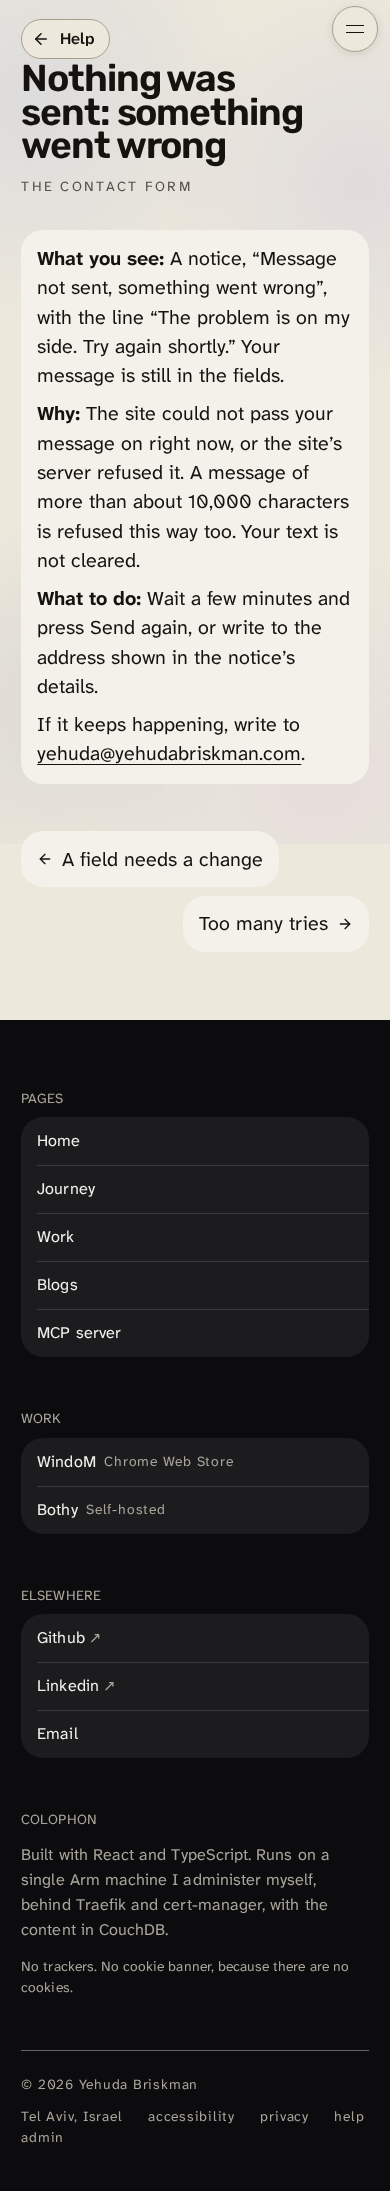 ← Help
Nothing was
sent: something
went wrong
THE CONTACT FORM
What you see: A notice, “Message
not sent, something went wrong”,
with the line “The problem is on my
side. Try again shortly.” Your
message is still in the fields.
Why: The site could not pass your
message on right now, or the site’s
server refused it. A message of
more than about 10,000 characters
is refused this way too. Your text is
not cleared.
What to do: Wait a few minutes and
press Send again, or write to the
address shown in the notice’s
details.
If it keeps happening, write to
yehuda@yehudabriskman.com.
← A field needs a change
Too many tries →
PAGES
Home
Journey
Work
Blogs
MCP server
WORK
WindoM Chrome Web Store
Bothy Self-hosted
ELSEWHERE
Github ↗
Linkedin ↗
Email
COLOPHON
Built with React and TypeScript. Runs on a
single Arm machine I administer myself,
behind Traefik and cert-manager, with the
content in CouchDB.
No trackers. No cookie banner, because there are no
cookies.
© 2026 Yehuda Briskman
Tel Aviv, Israel accessibility privacy help
admin